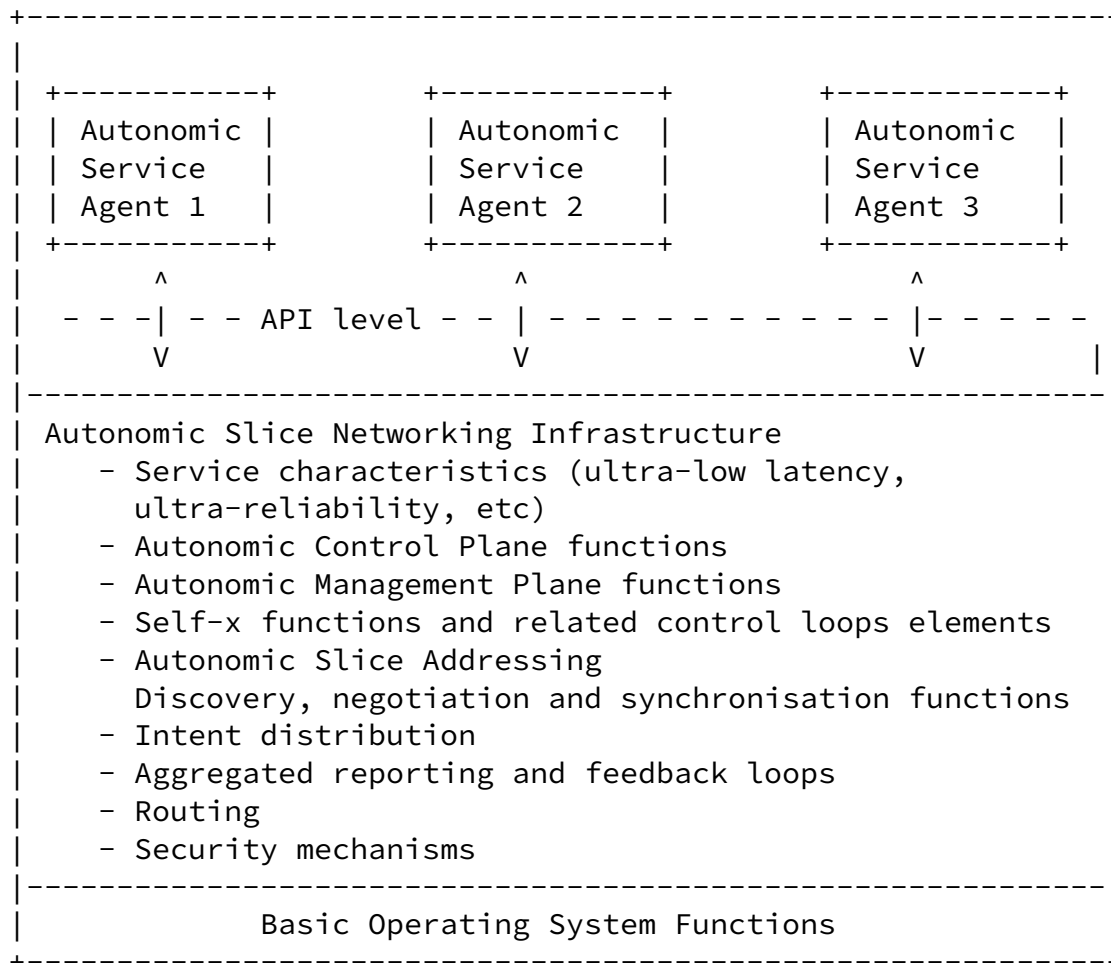 Autonomic Autonomic Autonomic
Service Service Service
Agent 1 Agent 2 Agent 3
API level
Autonomic Slice Networking Infrastructure
- Service characteristics (ultra-low latency,
ultra-reliability, etc)
- Autonomic Control Plane functions
- Autonomic Management Plane functions
- Self-x functions and related control loops elements
- Autonomic Slice Addressing
Discovery, negotiation and synchronisation functions
- Intent distribution
- Aggregated reporting and feedback loops
- Routing
- Security mechanisms
Basic Operating System Functions